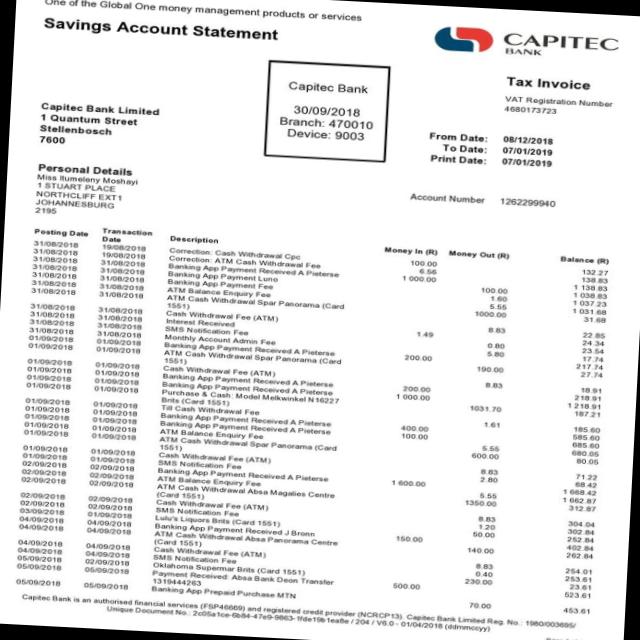 One of the Global One money management products or services
Savings Account Statement
CAPITEC
BANK
Capitec Bank
30/09/2018
Branch: 470010
Device: 9003
Tax Invoice
VAT Registration Number
4680173723
Capitec Bank Limited
1 Quantum Street
Stellenbosch
7600
From Date: 08/12/2018
To Date: 07/01/2019
Print Date: 07/01/2019
Personal Details
Miss Itumeleny Moshayi
1 STUART PLACE
NORTHCLIFF EXT1
JOHANNESBURG
2195
Account Number 1262299940
Posting Date Transaction Date Description Money In (R) Money Out (R) Balance (R)
31/08/2018 19/08/2018 Correction: Cash Withdrawal Cpc 100.00 132.27
31/08/2018 19/08/2018 Correction: ATM Cash Withdrawal Fee 6.56 138.83
31/08/2018 31/08/2018 Banking App Payment Received A Pieterse 1 000.00 1 138.83
31/08/2018 31/08/2018 Banking App Payment Luno 100.00 1 038.83
31/08/2018 31/08/2018 Banking App Payment Fee 1.60 1 037.23
31/08/2018 31/08/2018 ATM Balance Enquiry Fee 5.55 1 031.68
31/08/2018 31/08/2018 ATM Cash Withdrawal Spar Panorama (Card 1551) 1000.00 31.68
31/08/2018 31/08/2018 Cash Withdrawal Fee (ATM) 8.83 22.85
31/08/2018 31/08/2018 Interest Received 1.49 24.34
31/08/2018 31/08/2018 SMS Notification Fee 0.80 23.54
31/08/2018 31/08/2018 Monthly Account Admin Fee 5.80 17.74
01/09/2018 01/09/2018 Banking App Payment Received A Pieterse 200.00 217.74
01/09/2018 01/09/2018 ATM Cash Withdrawal Spar Panorama (Card 1551) 190.00 27.74
01/09/2018 01/09/2018 Cash Withdrawal Fee (ATM) 8.83 18.91
01/09/2018 01/09/2018 Banking App Payment Received A Pieterse 200.00 218.91
01/09/2018 01/09/2018 Banking App Payment Received A Pieterse 1 000.00 1 218.91
01/09/2018 01/09/2018 Purchase & Cash: Model Melkwinkel N 16227 Brits (Card 1551) 1031.70 187.21
01/09/2018 01/09/2018 Till Cash Withdrawal Fee 1.61 185.60
01/09/2018 01/09/2018 Banking App Payment Received A Pieterse 400.00 585.60
01/09/2018 01/09/2018 Banking App Payment Received A Pieterse 100.00 685.60
01/09/2018 01/09/2018 ATM Balance Enquiry Fee 5.55 680.05
01/09/2018 01/09/2018 ATM Cash Withdrawal Spar Panorama (Card 1551) 600.00 80.05
01/09/2018 01/09/2018 Cash Withdrawal Fee (ATM) 8.83 71.22
01/09/2018 01/09/2018 SMS Notification Fee 2.80 68.42
02/09/2018 02/09/2018 Banking App Payment Received A Pieterse 1 600.00 1 668.42
02/09/2018 02/09/2018 ATM Balance Enquiry Fee 5.55 1 662.87
02/09/2018 02/09/2018 ATM Cash Withdrawal Absa Magalies Centre (Card 1551) 1350.00 312.87
02/09/2018 02/09/2018 Cash Withdrawal Fee (ATM) 8.83 304.04
02/09/2018 02/09/2018 SMS Notification Fee 1.20 302.84
03/09/2018 01/09/2018 Lulu's Liquors Brits (Card 1551) 50.00 252.84
04/09/2018 04/09/2018 Banking App Payment Received J Bronn 150.00 402.84
04/09/2018 04/09/2018 ATM Cash Withdrawal Absa Panorama Centre (Card 1551) 140.00 262.84
04/09/2018 04/09/2018 Cash Withdrawal Fee (ATM) 8.83 254.01
04/09/2018 04/09/2018 SMS Notification Fee 0.40 253.61
05/09/2018 02/09/2018 Oklahoma Supermar Brits (Card 1551) 230.00 23.61
05/09/2018 05/09/2018 Payment Received: Absa Bank Deon Transfer 1319444263 500.00 523.61
05/09/2018 05/09/2018 Banking App Prepaid Purchase MTN 70.00 453.61
Capitec Bank is an authorised financial services (FSP46669) and registered credit provider (NCRCP13). Capitec Bank Limited Reg. No.: 1980/003695/